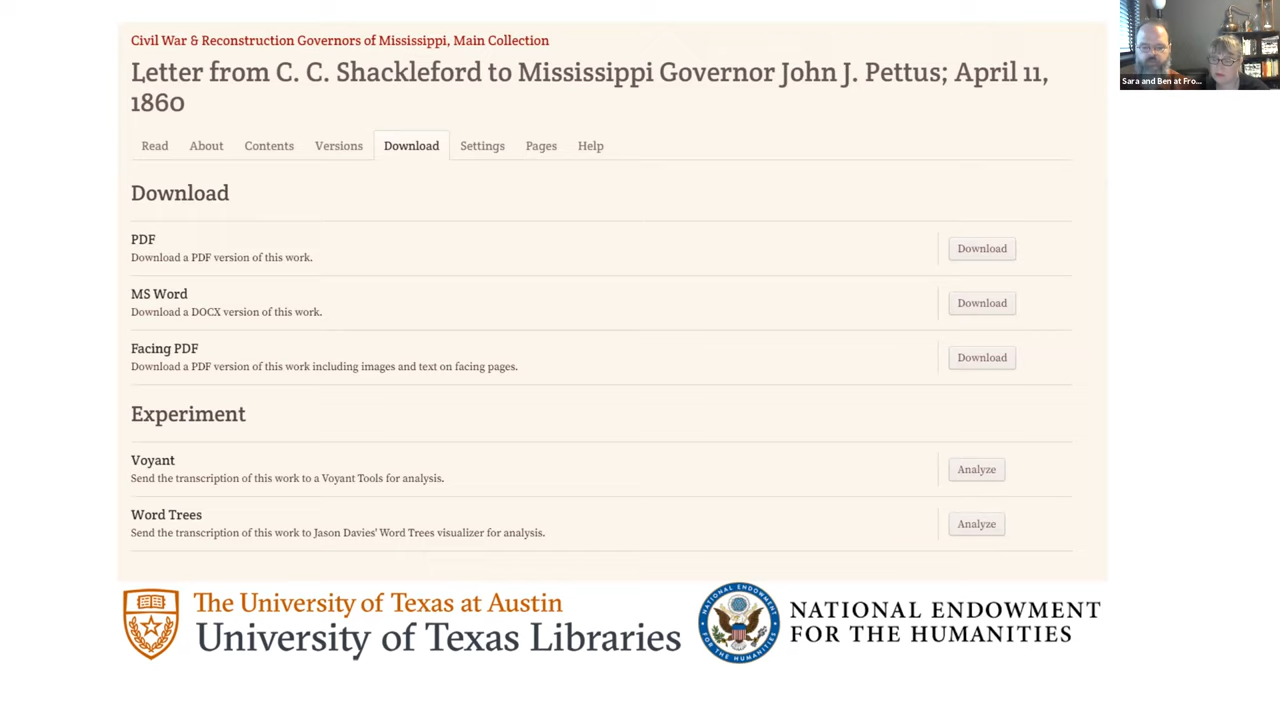 Civil War & Reconstruction Governors of Mississippi, Main Collection
Letter from C. C. Shackleford to Mississippi Governor John J. Pettus; April 11,
1860
Read About Contents Versions Download Settings Pages Help
Download
PDF
Download a PDF version of this work.
Download
MS Word
Download a DOCX version of this work.
Download
Facing PDF
Download a PDF version of this work including images and text on facing pages.
Download
Experiment
Voyant
Send the transcription of this work to a Voyant Tools for analysis.
Analyze
Word Trees
Send the transcription of this work to Jason Davies' Word Trees visualizer for analysis.
Analyze
The University of Texas at Austin
University of Texas Libraries
NATIONAL ENDOWMENT
FOR THE HUMANITIES
NATIONAL ENDOWMENT
FOR THE HUMANITIES
Sara and Ben at Fro...